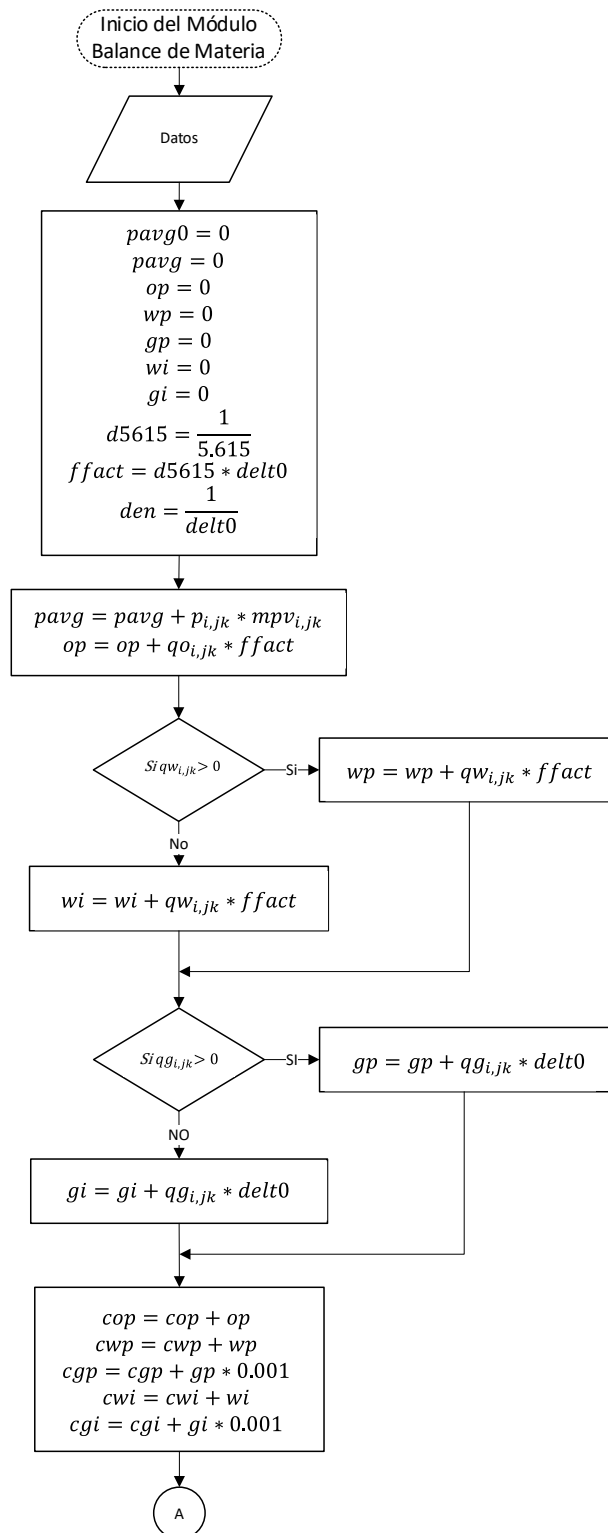 Inicio del Módulo
Balance de Materia
Datos
pavg0 = 0
pavg = 0
op = 0
wp = 0
gp = 0
wi = 0
gi = 0
d5615 = 1/5.615
ffact = d5615 * delt0
den = 1/delt0
pavg = pavg + p_{i,jk} * mpv_{i,jk}
op = op + qo_{i,jk} * ffact
Si qw_{i,jk} > 0
Si
wp = wp + qw_{i,jk} * ffact
No
wi = wi + qw_{i,jk} * ffact
Si qg_{i,jk} > 0
SI
gp = gp + qg_{i,jk} * delt0
NO
gi = gi + qg_{i,jk} * delt0
cop = cop + op
cwp = cwp + wp
cgp = cgp + gp * 0.001
cwi = cwi + wi
cgi = cgi + gi * 0.001
A